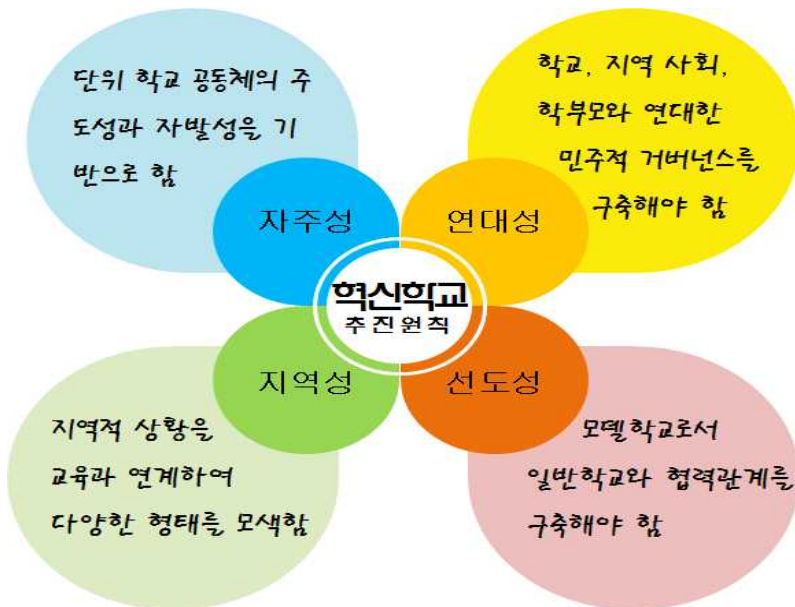 단위 학교 공동체의 주
도성과 자발성을 기
반으로 함
자주성
학교, 지역 사회,
학부모와 연대한
민주적 거버넌스를
구축해야 함
연대성
혁신학교
추진원칙
지역성
지역적 상황을
교육과 연계하여
다양한 형태를 모색함
선도성
모델학교로서
일반학교와 협력관계를
구축해야 함